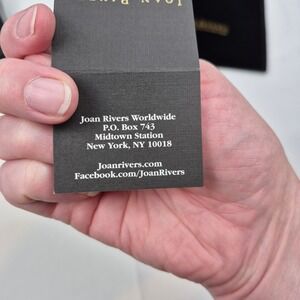 Joan Rivers Worldwide
P.O. Box 743
Midtown Station
New York, NY 10018
Joanrivers.com
Facebook.com/JoanRivers